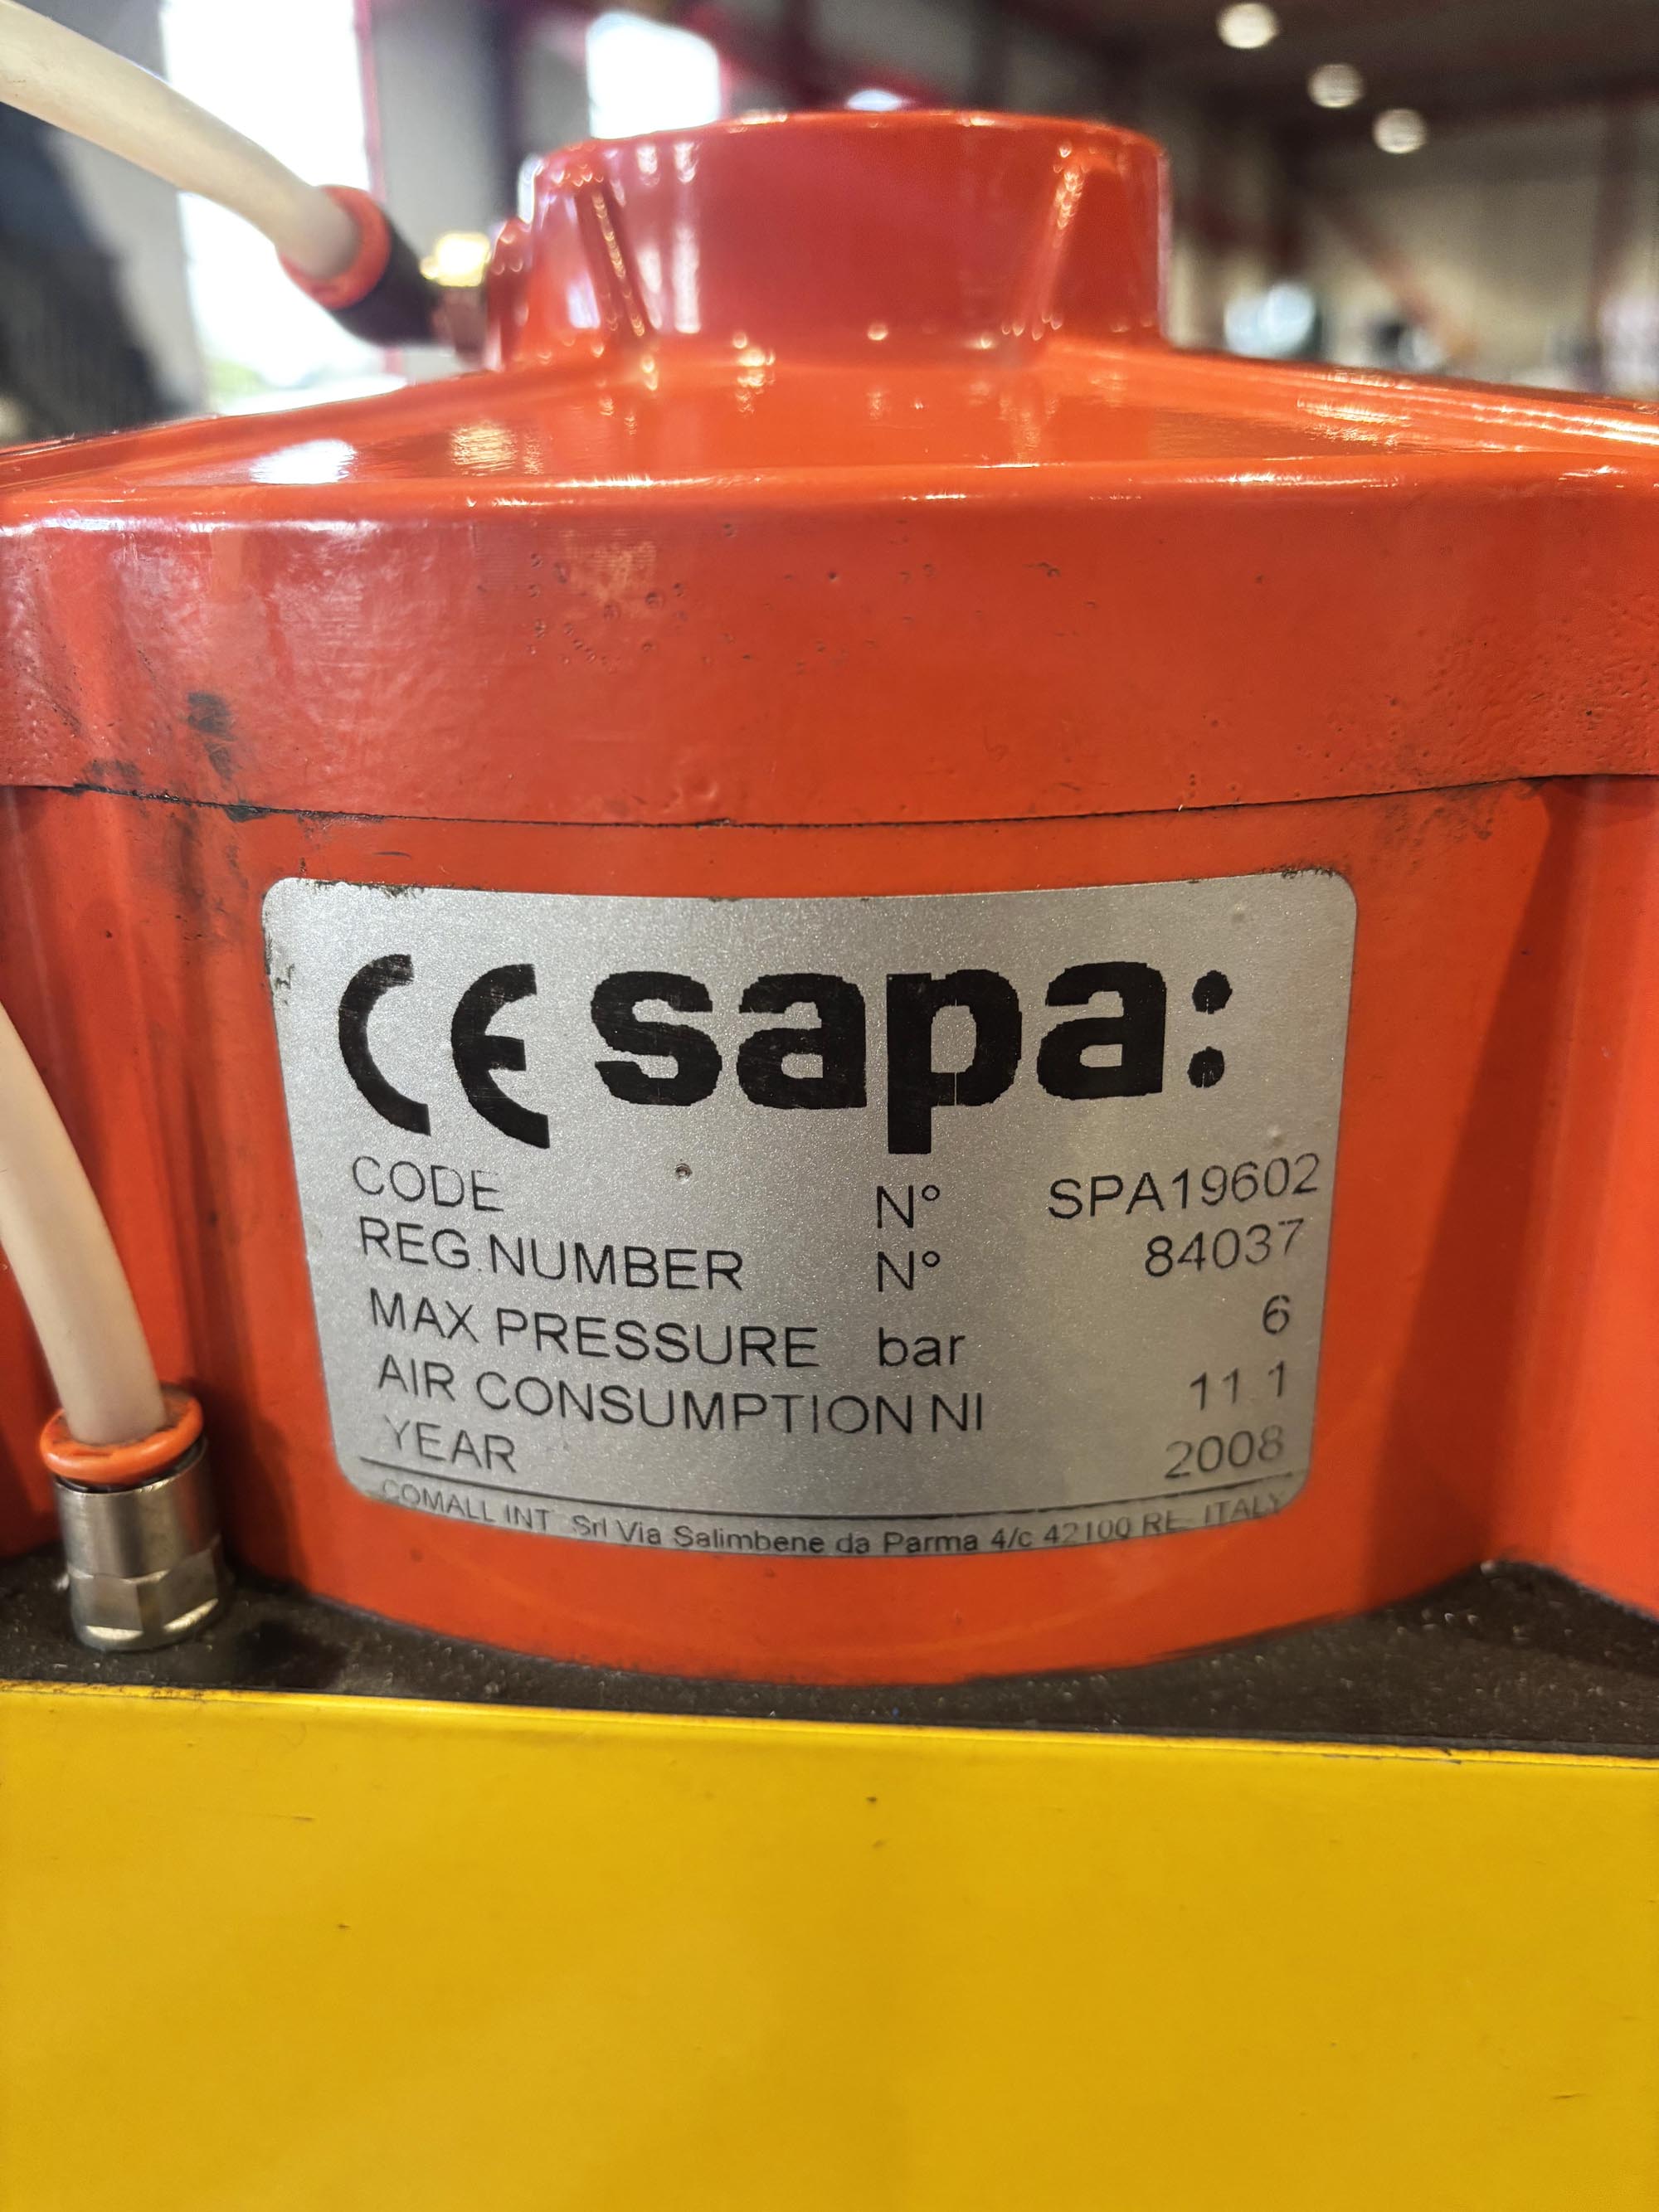 CE sapa:
CODE N° SPA19602
REG.NUMBER N° 84037
MAX PRESSURE bar 6
AIR CONSUMPTION Nl 11.1
YEAR 2008
COMALL INT. Srl Via Salimbene da Parma 4/c 42100 RE. ITALY